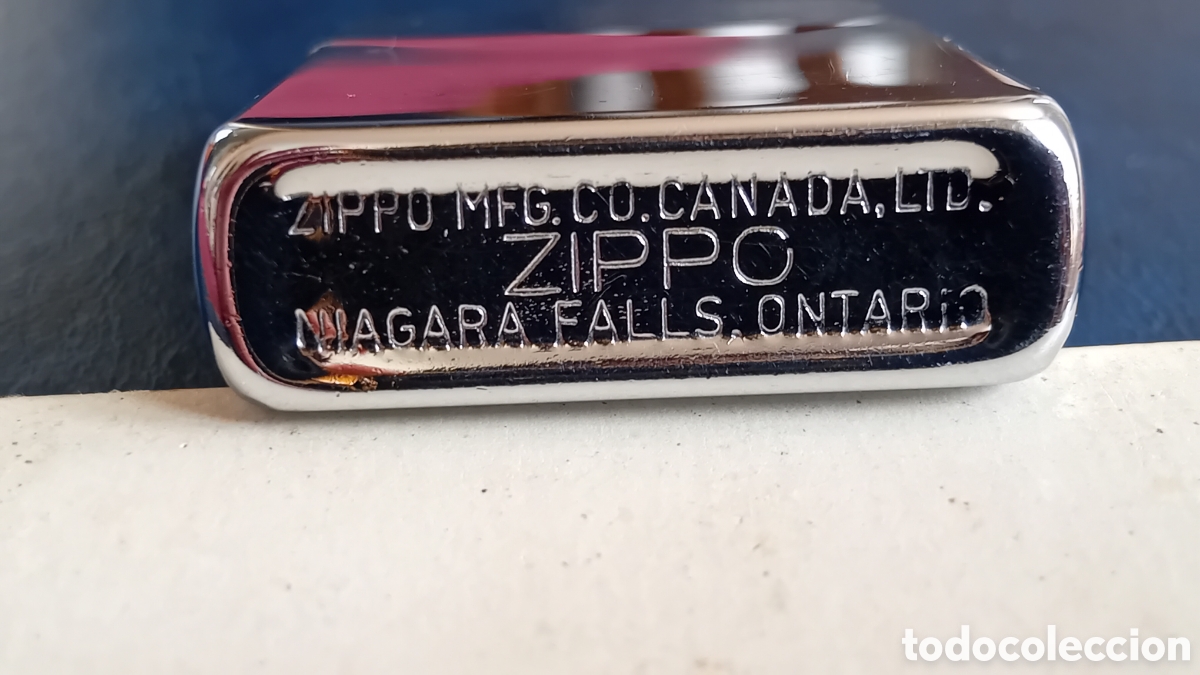 ZIPPO MFG. CO. CANADA, LTD.
ZIPPO
NIAGARA FALLS, ONTARIO
todocoleccion